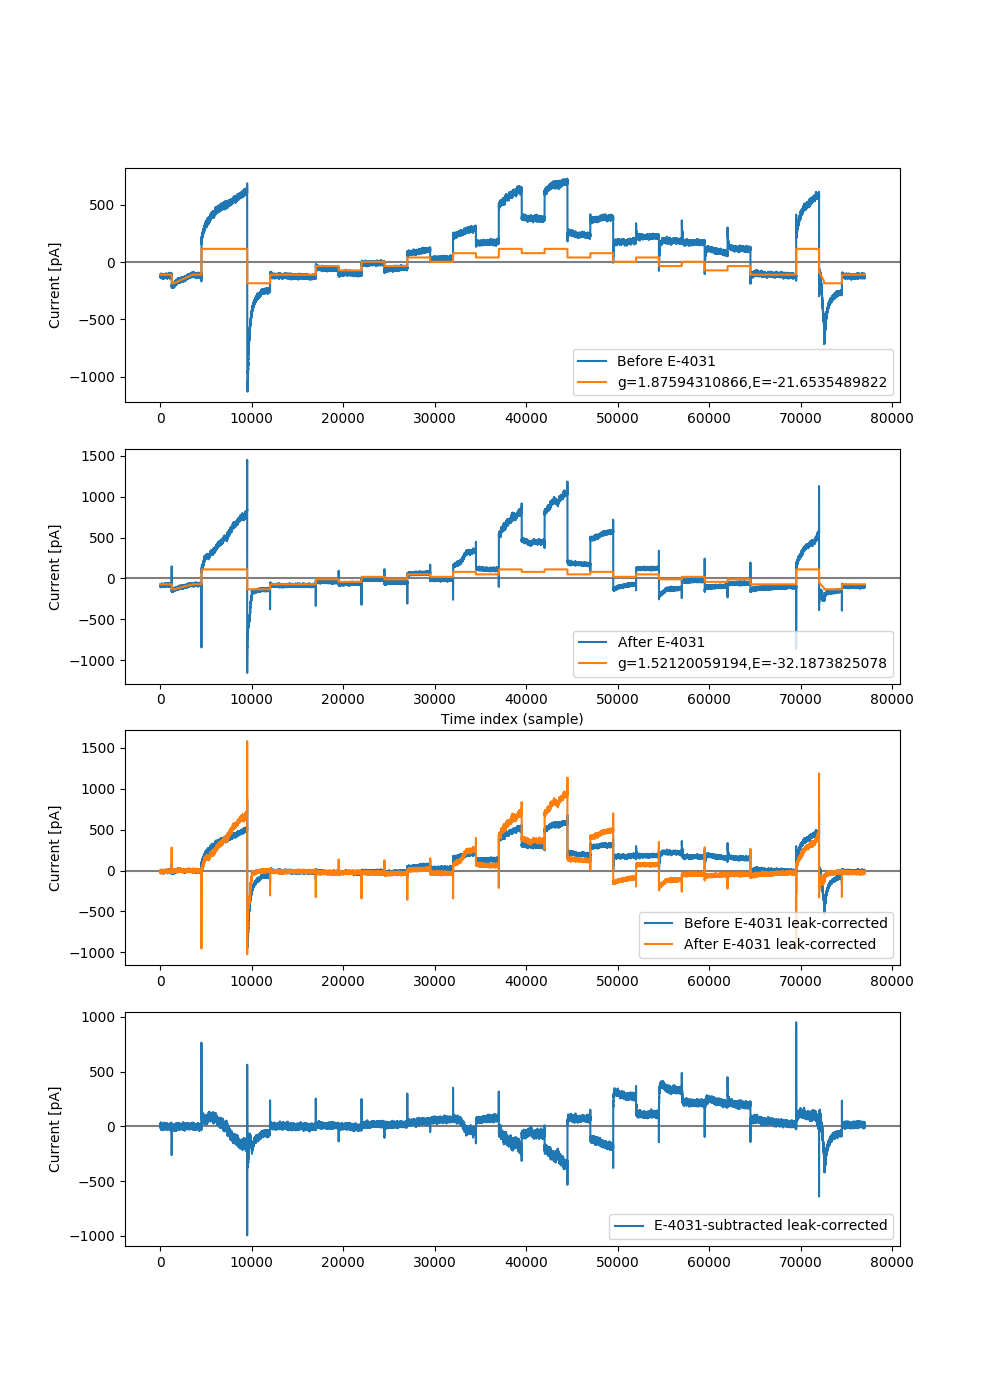 500
0
−500
−1000
Current [pA]
Before E-4031
g=1.87594310866,E=-21.6535489822
0 10000 20000 30000 40000 50000 60000 70000 80000
1500
1000
500
0
−500
−1000
Current [pA]
After E-4031
g=1.52120059194,E=-32.1873825078
0 10000 20000 30000 40000 50000 60000 70000 80000
Time index (sample)
1500
1000
500
0
−500
−1000
Current [pA]
Before E-4031 leak-corrected
After E-4031 leak-corrected
0 10000 20000 30000 40000 50000 60000 70000 80000
1000
500
0
−500
−1000
Current [pA]
E-4031-subtracted leak-corrected
0 10000 20000 30000 40000 50000 60000 70000 80000